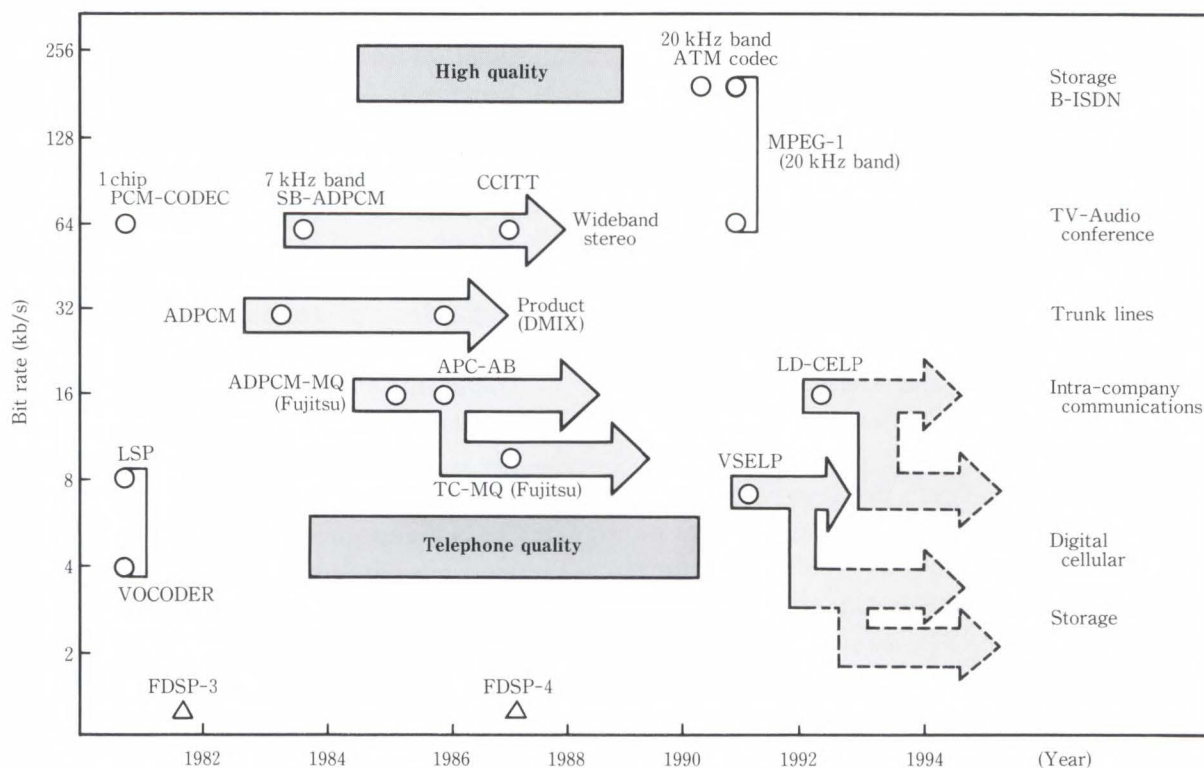 256
128
64
32
16
8
4
2
Bit rate (kb/s)
High quality
20 kHz band
ATM codec
Storage
B-ISDN
MPEG-1
(20 kHz band)
1 chip
PCM-CODEC
7 kHz band
SB-ADPCM
CCITT
Wideband
stereo
TV-Audio
conference
ADPCM
Product
(DMIX)
Trunk lines
ADPCM-MQ
(Fujitsu)
APC-AB
LD-CELP
Intra-company
communications
LSP
TC-MQ (Fujitsu)
VSELP
Telephone quality
Digital
cellular
VOCODER
Storage
FDSP-3
FDSP-4
1982
1984
1986
1988
1990
1992
1994
(Year)